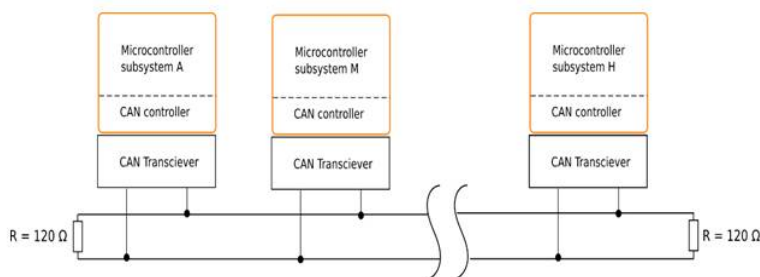 Microcontroller
subsystem A
CAN controller
CAN Transciever
Microcontroller
subsystem M
CAN controller
CAN Transciever
Microcontroller
subsystem H
CAN controller
CAN Transciever
R = 120 Ω
R = 120 Ω